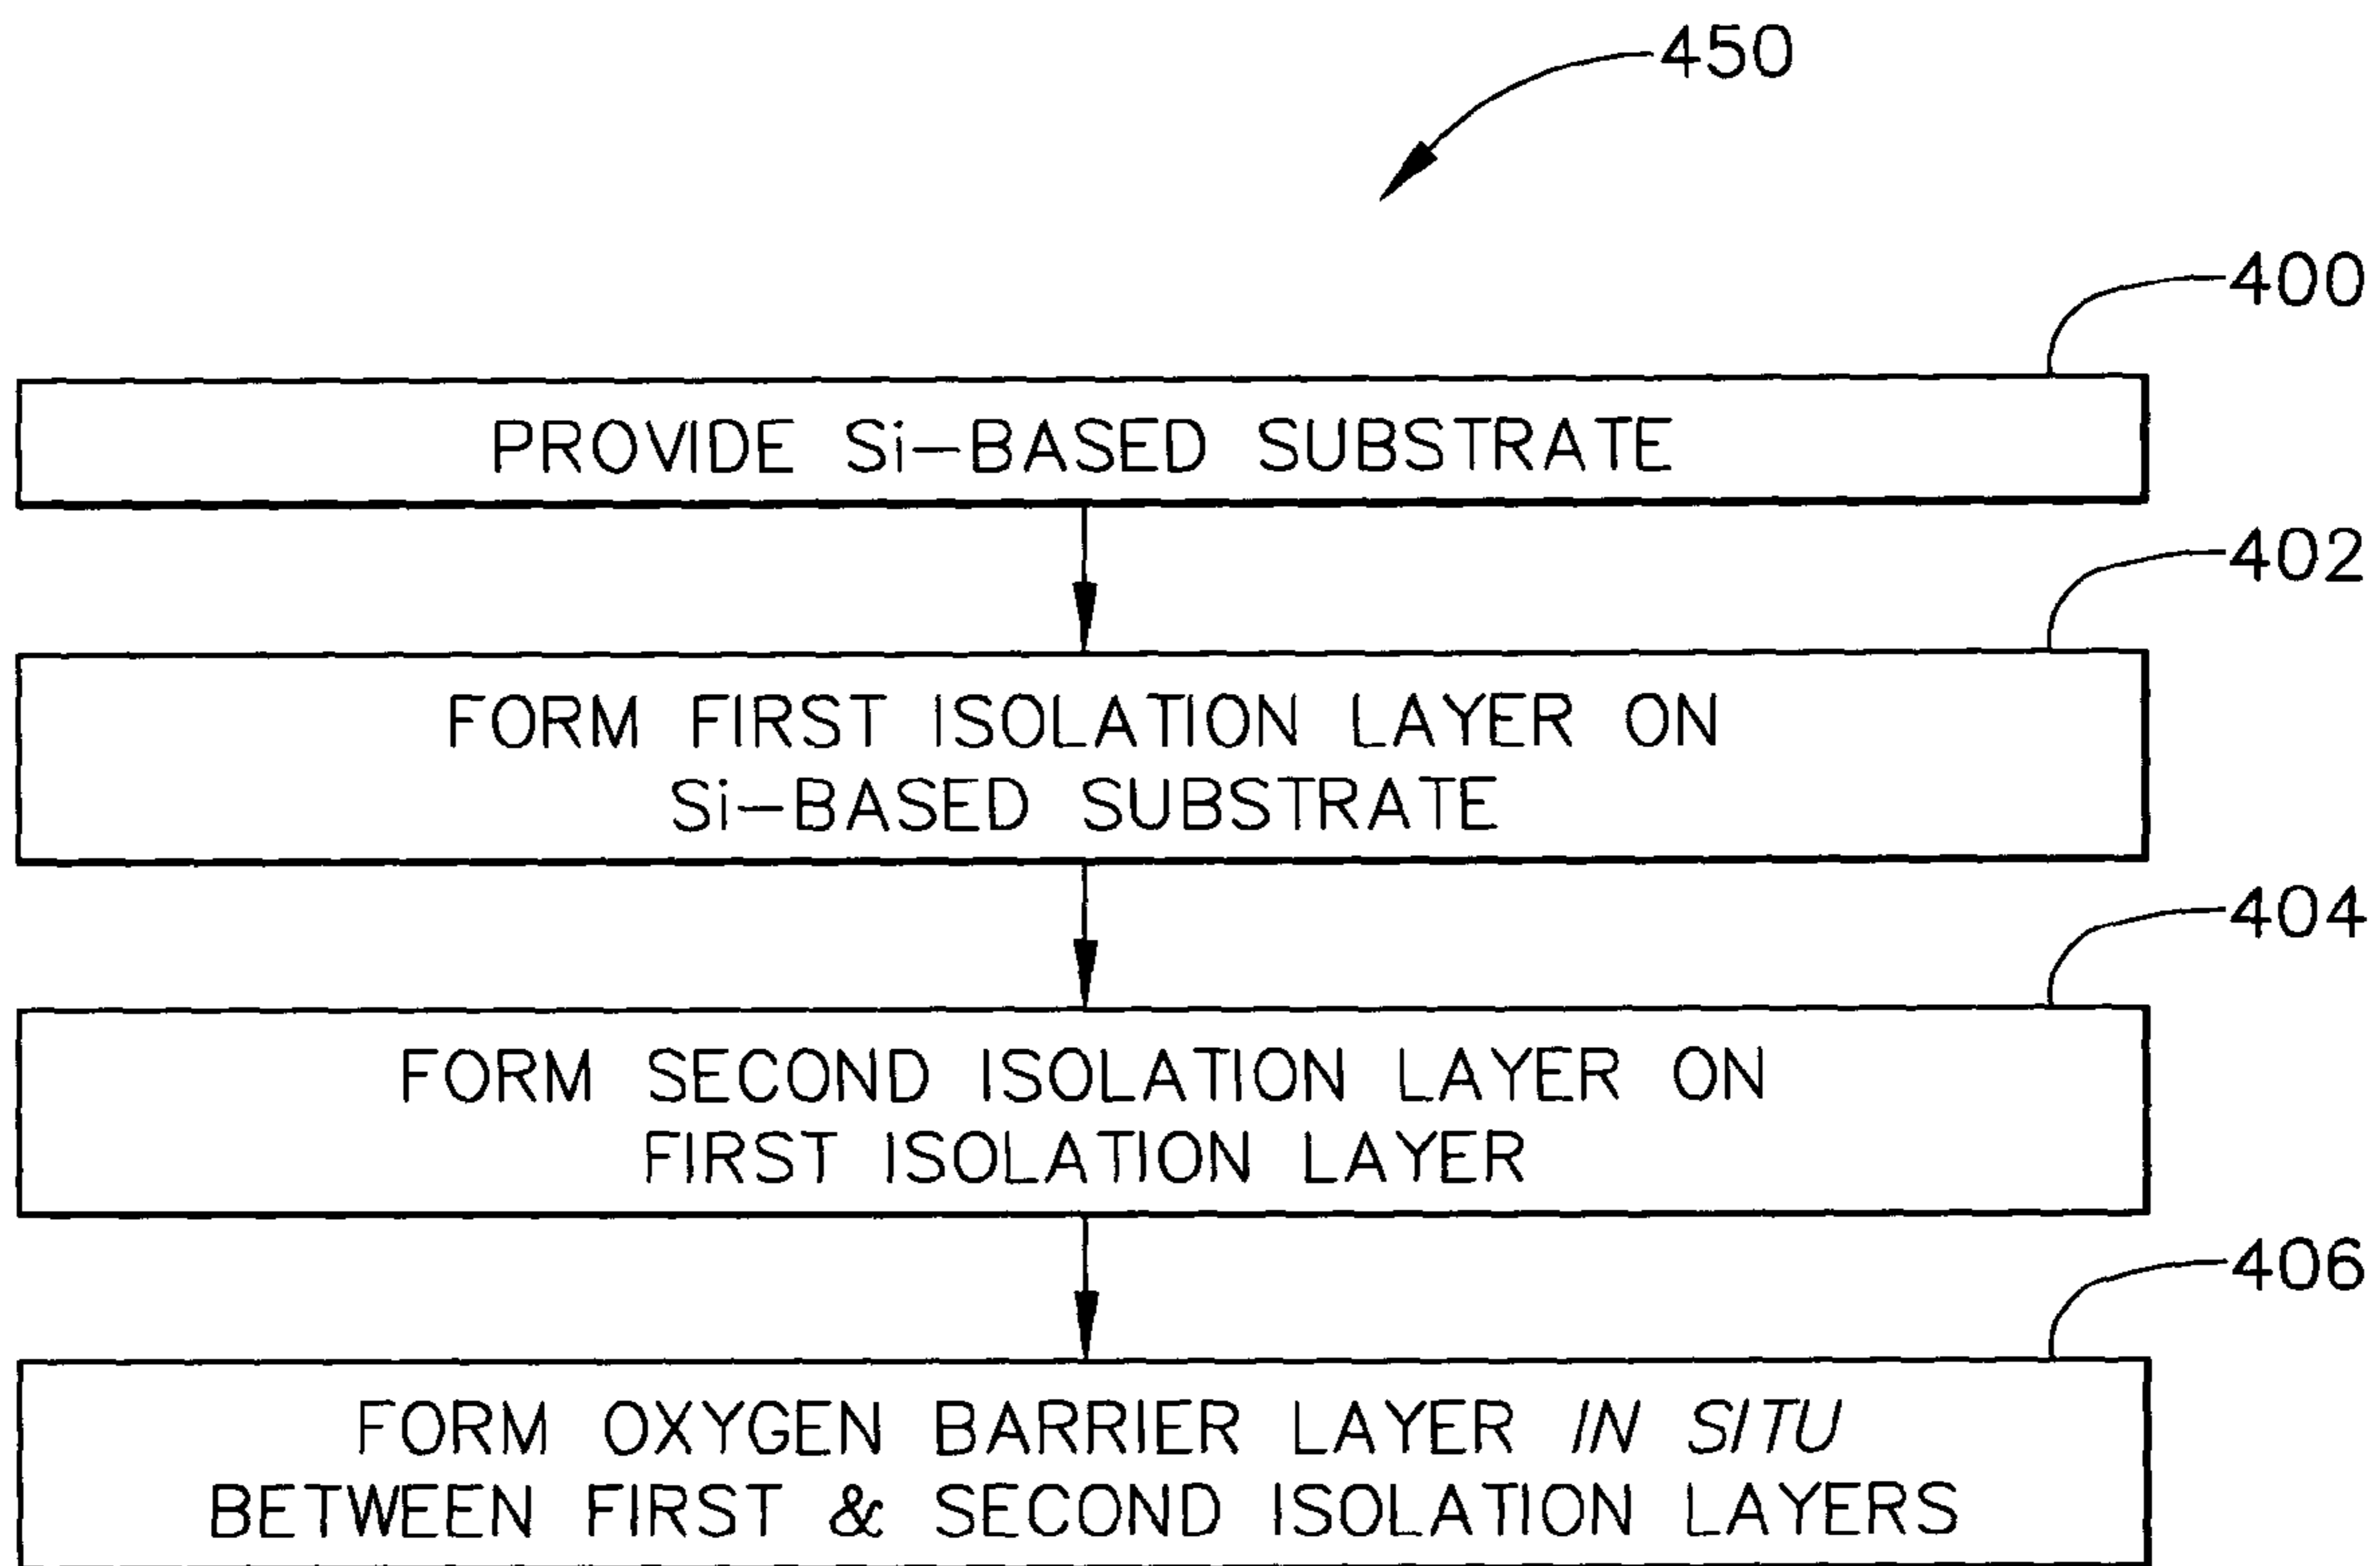 450
400
PROVIDE Si-BASED SUBSTRATE
402
FORM FIRST ISOLATION LAYER ON
Si-BASED SUBSTRATE
404
FORM SECOND ISOLATION LAYER ON
FIRST ISOLATION LAYER
406
FORM OXYGEN BARRIER LAYER IN SITU
BETWEEN FIRST & SECOND ISOLATION LAYERS